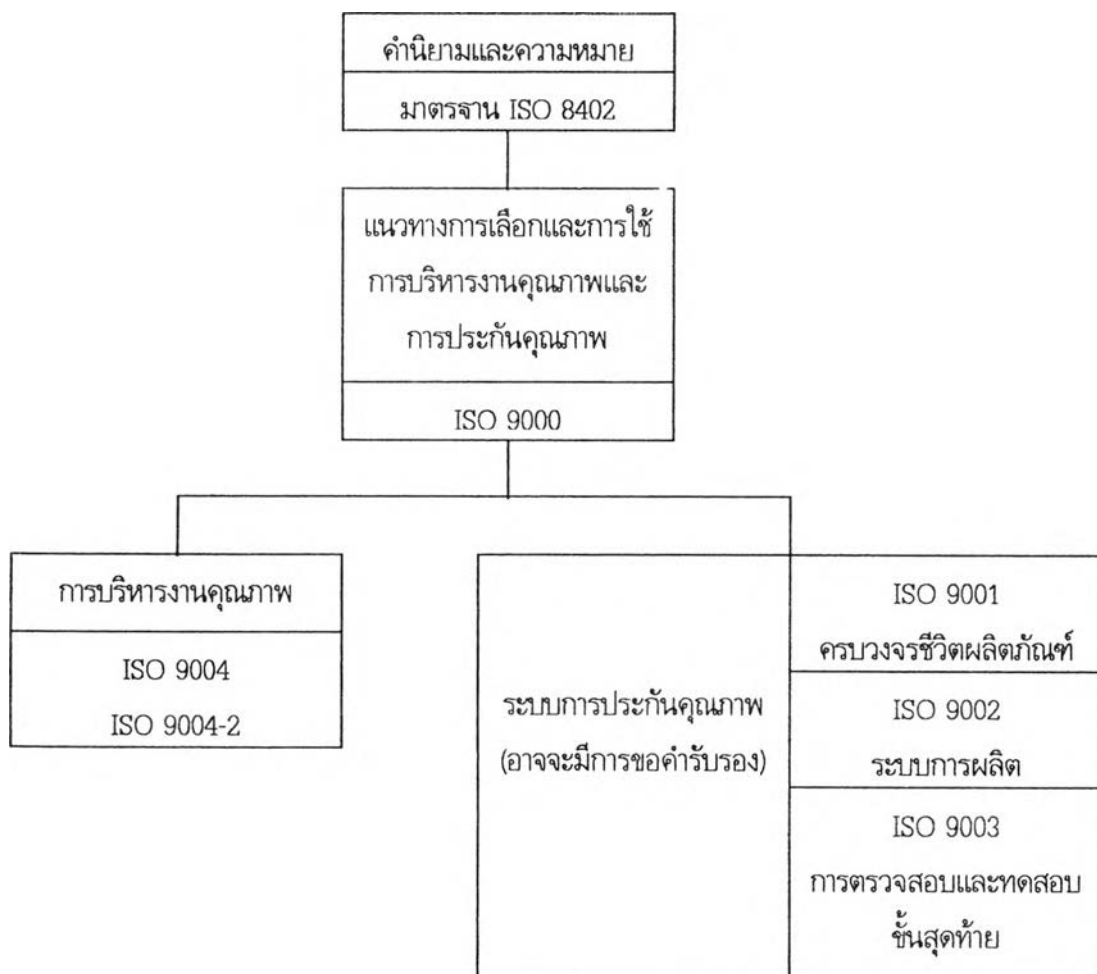 คำนิยามและความหมาย
มาตรฐาน ISO 8402
แนวทางการเลือกและการใช้
การบริหารงานคุณภาพและ
การประกันคุณภาพ
ISO 9000
การบริหารงานคุณภาพ
ISO 9004
ISO 9004-2
ระบบการประกันคุณภาพ
(อาจจะมีการขอคำรับรอง)
ISO 9001
ครบวงจรชีวิตผลิตภัณฑ์
ISO 9002
ระบบการผลิต
ISO 9003
การตรวจสอบและทดสอบ
ขั้นสุดท้าย